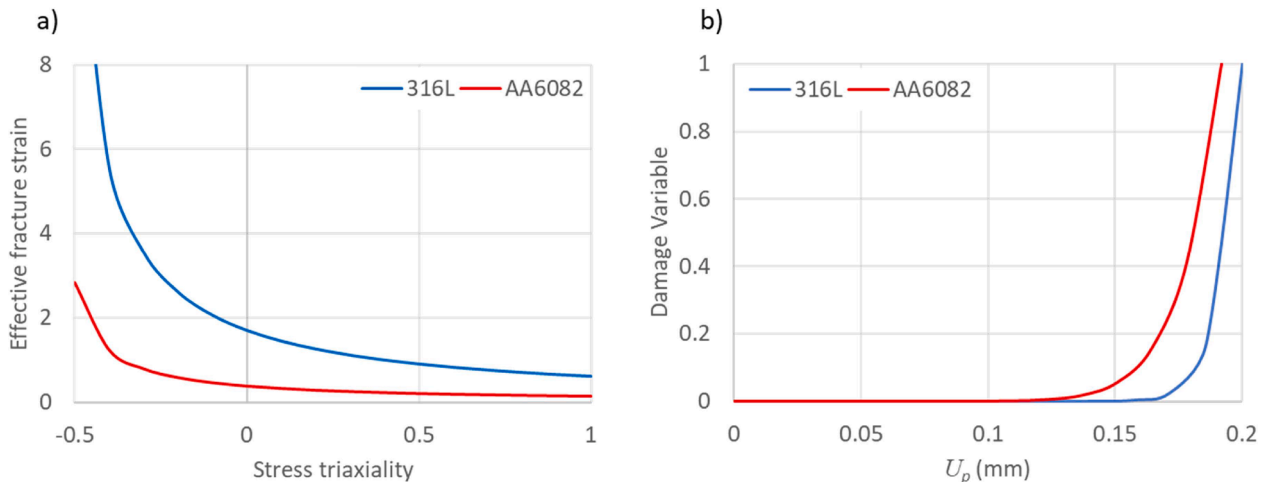 a)
8
6
4
2
0
-0.5 0 0.5 1
316L AA6082
Effective fracture strain
Stress triaxiality
b)
1
0.8
0.6
0.4
0.2
0
0 0.05 0.1 0.15 0.2
316L AA6082
Damage Variable
U_p (mm)